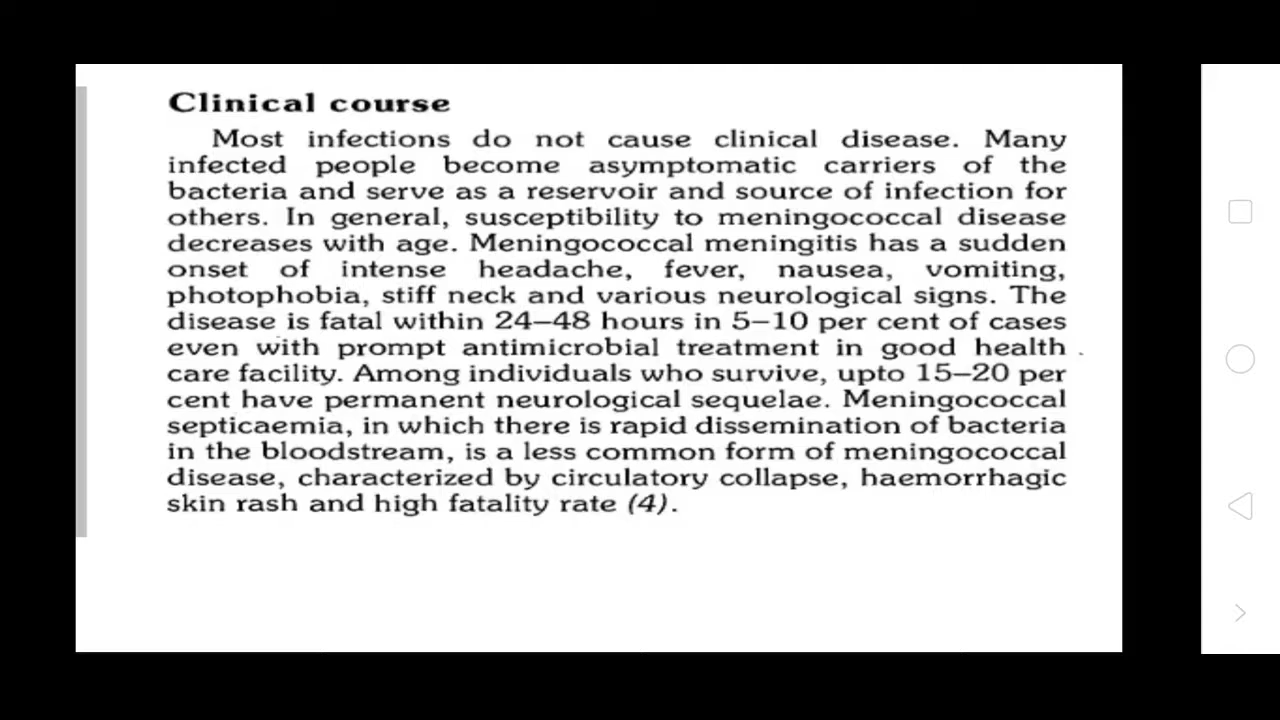 Clinical course
Most infections do not cause clinical disease. Many
infected people become asymptomatic carriers of the
bacteria and serve as a reservoir and source of infection for
others. In general, susceptibility to meningococcal disease
decreases with age. Meningococcal meningitis has a sudden
onset of intense headache, fever, nausea, vomiting,
photophobia, stiff neck and various neurological signs. The
disease is fatal within 24–48 hours in 5–10 per cent of cases
even with prompt antimicrobial treatment in good health
care facility. Among individuals who survive, upto 15–20 per
cent have permanent neurological sequelae. Meningococcal
septicaemia, in which there is rapid dissemination of bacteria
in the bloodstream, is a less common form of meningococcal
disease, characterized by circulatory collapse, haemorrhagic
skin rash and high fatality rate (4).